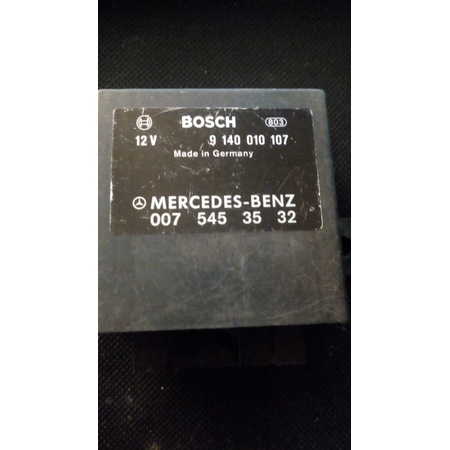 BOSCH 803
12 V 9 140 010 107
Made in Germany
MERCEDES-BENZ
007 545 35 32